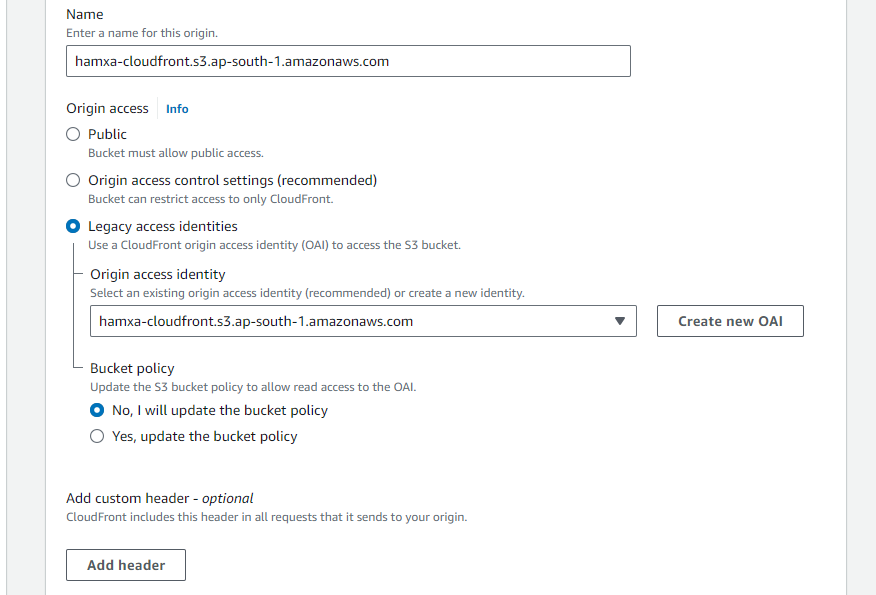 Name
Enter a name for this origin.
hamxa-cloudfront.s3.ap-south-1.amazonaws.com
Origin access Info
Public
Bucket must allow public access.
Origin access control settings (recommended)
Bucket can restrict access to only CloudFront.
Legacy access identities
Use a CloudFront origin access identity (OAI) to access the S3 bucket.
Origin access identity
Select an existing origin access identity (recommended) or create a new identity.
hamxa-cloudfront.s3.ap-south-1.amazonaws.com
Create new OAI
Bucket policy
Update the S3 bucket policy to allow read access to the OAI.
No, I will update the bucket policy
Yes, update the bucket policy
Add custom header - optional
CloudFront includes this header in all requests that it sends to your origin.
Add header